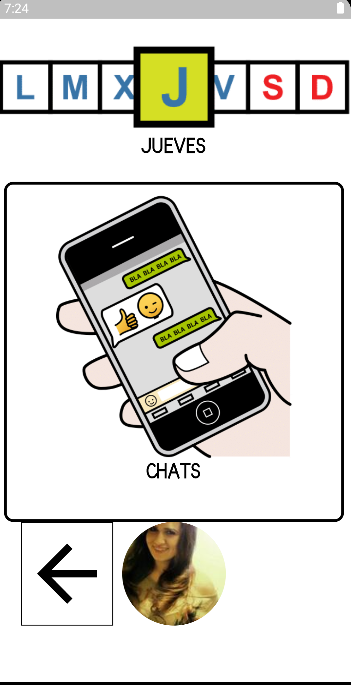 7:24
L M X J V S D
JUEVES
BLA BLA BLA BLA
BLA BLA BLA BLA
CHATS